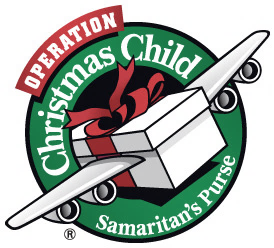 OPERATION
Christmas Child
Samaritan's Purse
®